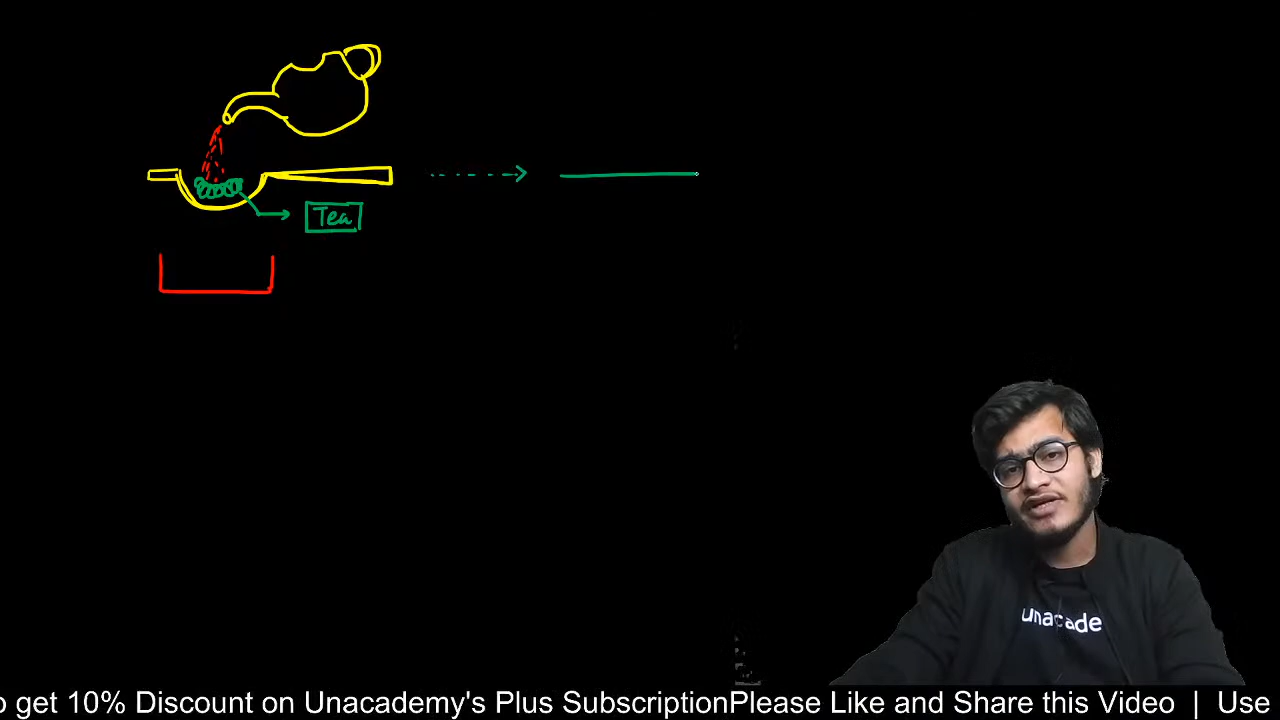 Tea
unacade
o get 10% Discount on Unacademy's Plus SubscriptionPlease Like and Share this Video | Use